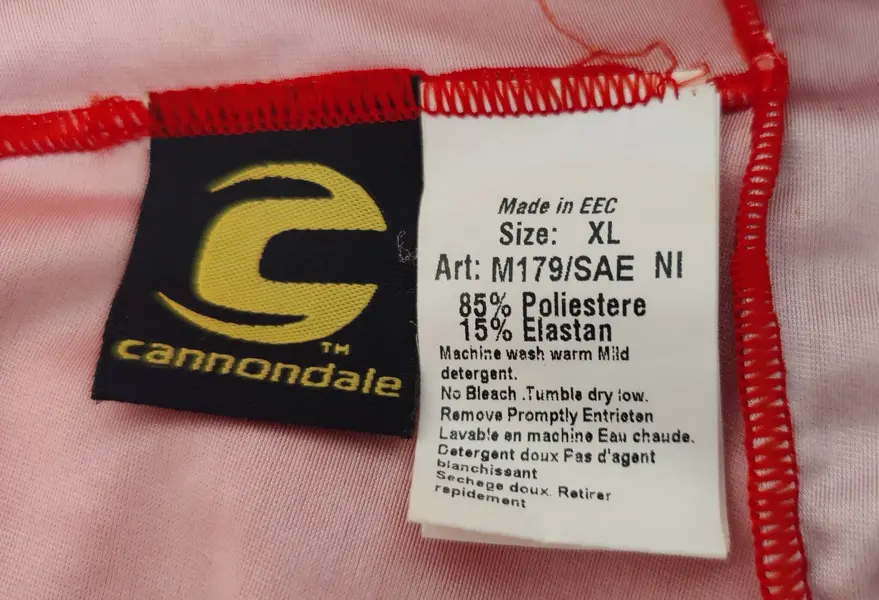 TM
cannondale
Made in EEC
Size: XL
Art: M179/SAE NI
85% Poliestere
15% Elastan
Machine wash warm Mild
detergent.
No Bleach .Tumble dry low.
Remove Promptly Entrieten
Lavable en machine Eau chaude.
Detergent doux Pas d'agent
blanchissant
Sechage doux. Retirer
rapidement